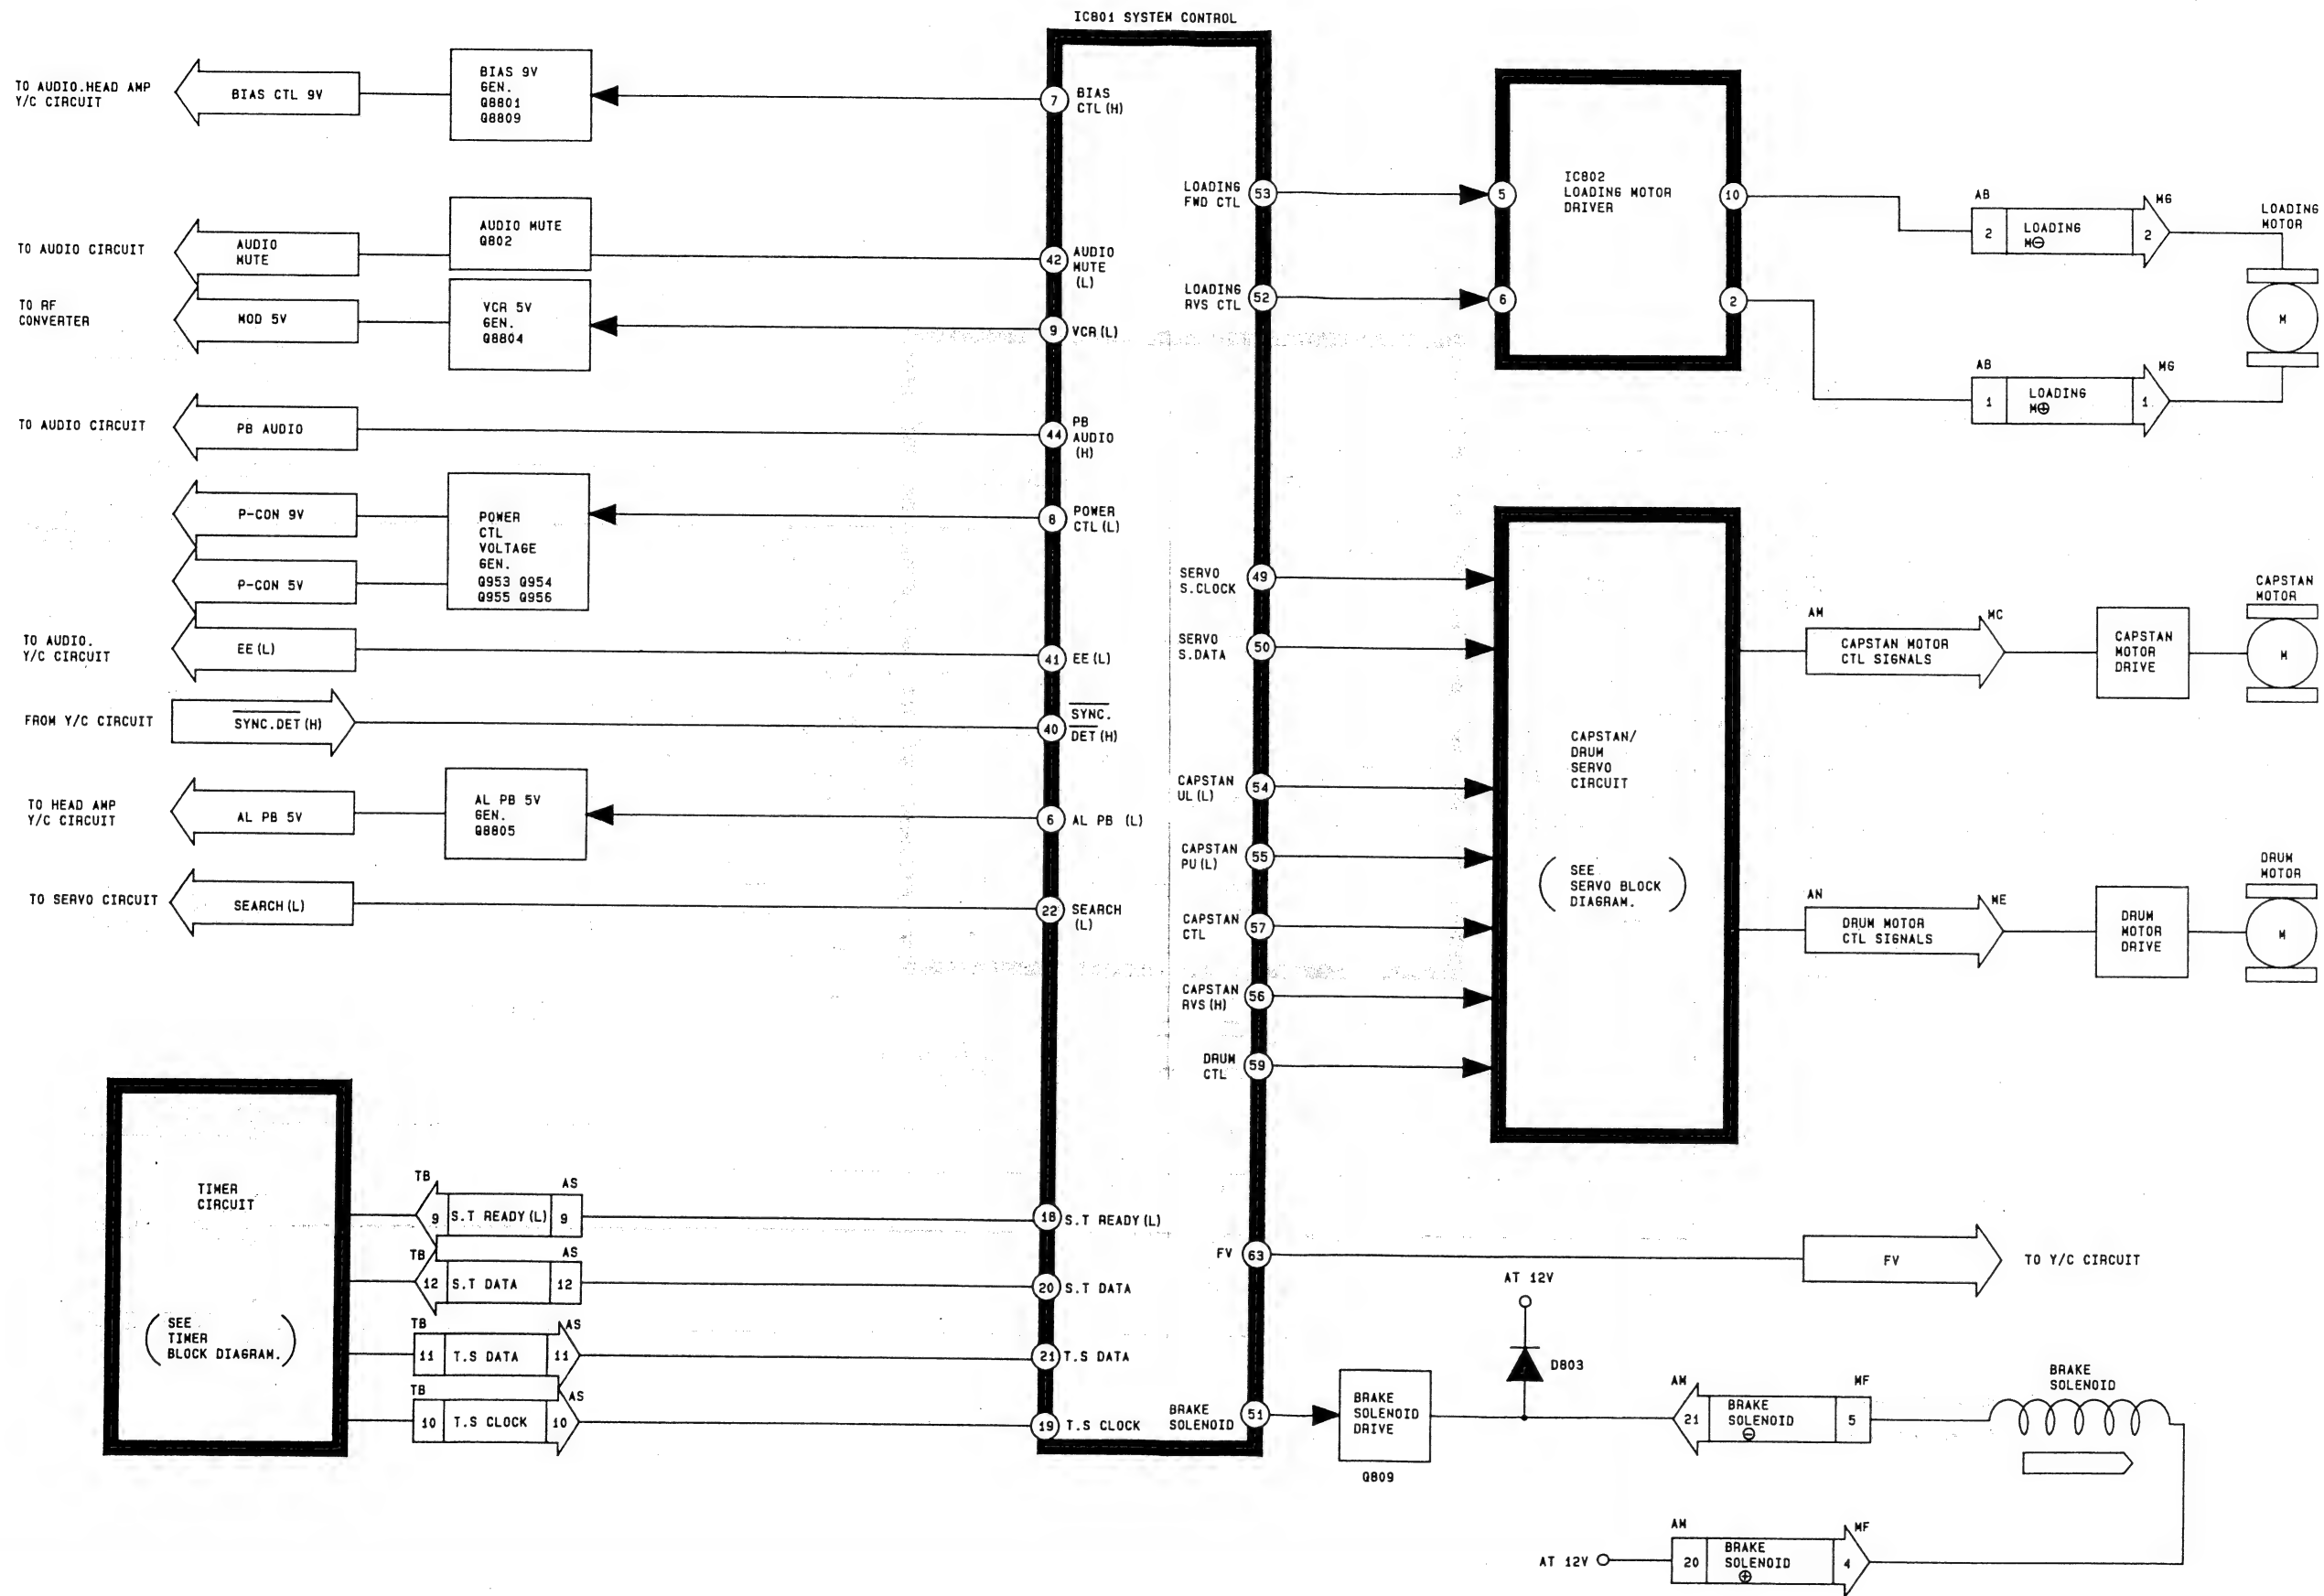 IC801 SYSTEM CONTROL
TO AUDIO.HEAD AMP
Y/C CIRCUIT
BIAS CTL 9V
BIAS 9V
GEN.
Q8801
Q8809
7
BIAS
CTL(H)
TO AUDIO CIRCUIT
AUDIO
MUTE
AUDIO MUTE
Q802
42
AUDIO
MUTE
(L)
TO RF
CONVERTER
MOD 5V
VCR 5V
GEN.
Q8804
9
VCR(L)
TO AUDIO CIRCUIT
PB AUDIO
44
PB
AUDIO
(H)
P-CON 9V
P-CON 5V
POWER
CTL
VOLTAGE
GEN.
Q953 Q954
Q955 Q956
8
POWER
CTL(L)
TO AUDIO.
Y/C CIRCUIT
EE(L)
41
EE(L)
FROM Y/C CIRCUIT
SYNC.DET(H)
40
SYNC.
DET(H)
TO HEAD AMP
Y/C CIRCUIT
AL PB 5V
AL PB 5V
GEN.
Q8805
6
AL PB (L)
TO SERVO CIRCUIT
SEARCH(L)
22
SEARCH
(L)
TIMER
CIRCUIT
(SEE
TIMER
BLOCK DIAGRAM.)
TB
AS
9
S.T READY(L)
9
18
S.T READY(L)
TB
AS
12
S.T DATA
12
20
S.T DATA
TB
AS
11
T.S DATA
11
21
T.S DATA
TB
AS
10
T.S CLOCK
10
19
T.S CLOCK
LOADING
FWD CTL
53
5
IC802
LOADING MOTOR
DRIVER
10
LOADING
RVS CTL
52
6
2
AB
MG
2
LOADING
M⊖
2
LOADING
MOTOR
M
AB
MG
1
LOADING
M⊕
1
SERVO
S.CLOCK
49
SERVO
S.DATA
50
CAPSTAN
UL(L)
54
CAPSTAN
PU(L)
55
CAPSTAN
CTL
57
CAPSTAN
RVS(H)
56
DRUM
CTL
59
CAPSTAN/
DRUM
SERVO
CIRCUIT
(SEE
SERVO BLOCK
DIAGRAM.)
AM
MC
CAPSTAN MOTOR
CTL SIGNALS
CAPSTAN
MOTOR
DRIVE
CAPSTAN
MOTOR
M
AN
ME
DRUM MOTOR
CTL SIGNALS
DRUM
MOTOR
DRIVE
DRUM
MOTOR
M
FV
63
FV
TO Y/C CIRCUIT
AT 12V
D803
BRAKE
SOLENOID
51
BRAKE
SOLENOID
DRIVE
Q809
AM
MF
21
BRAKE
SOLENOID
⊖
5
BRAKE
SOLENOID
AT 12V
AM
MF
20
BRAKE
SOLENOID
⊕
4